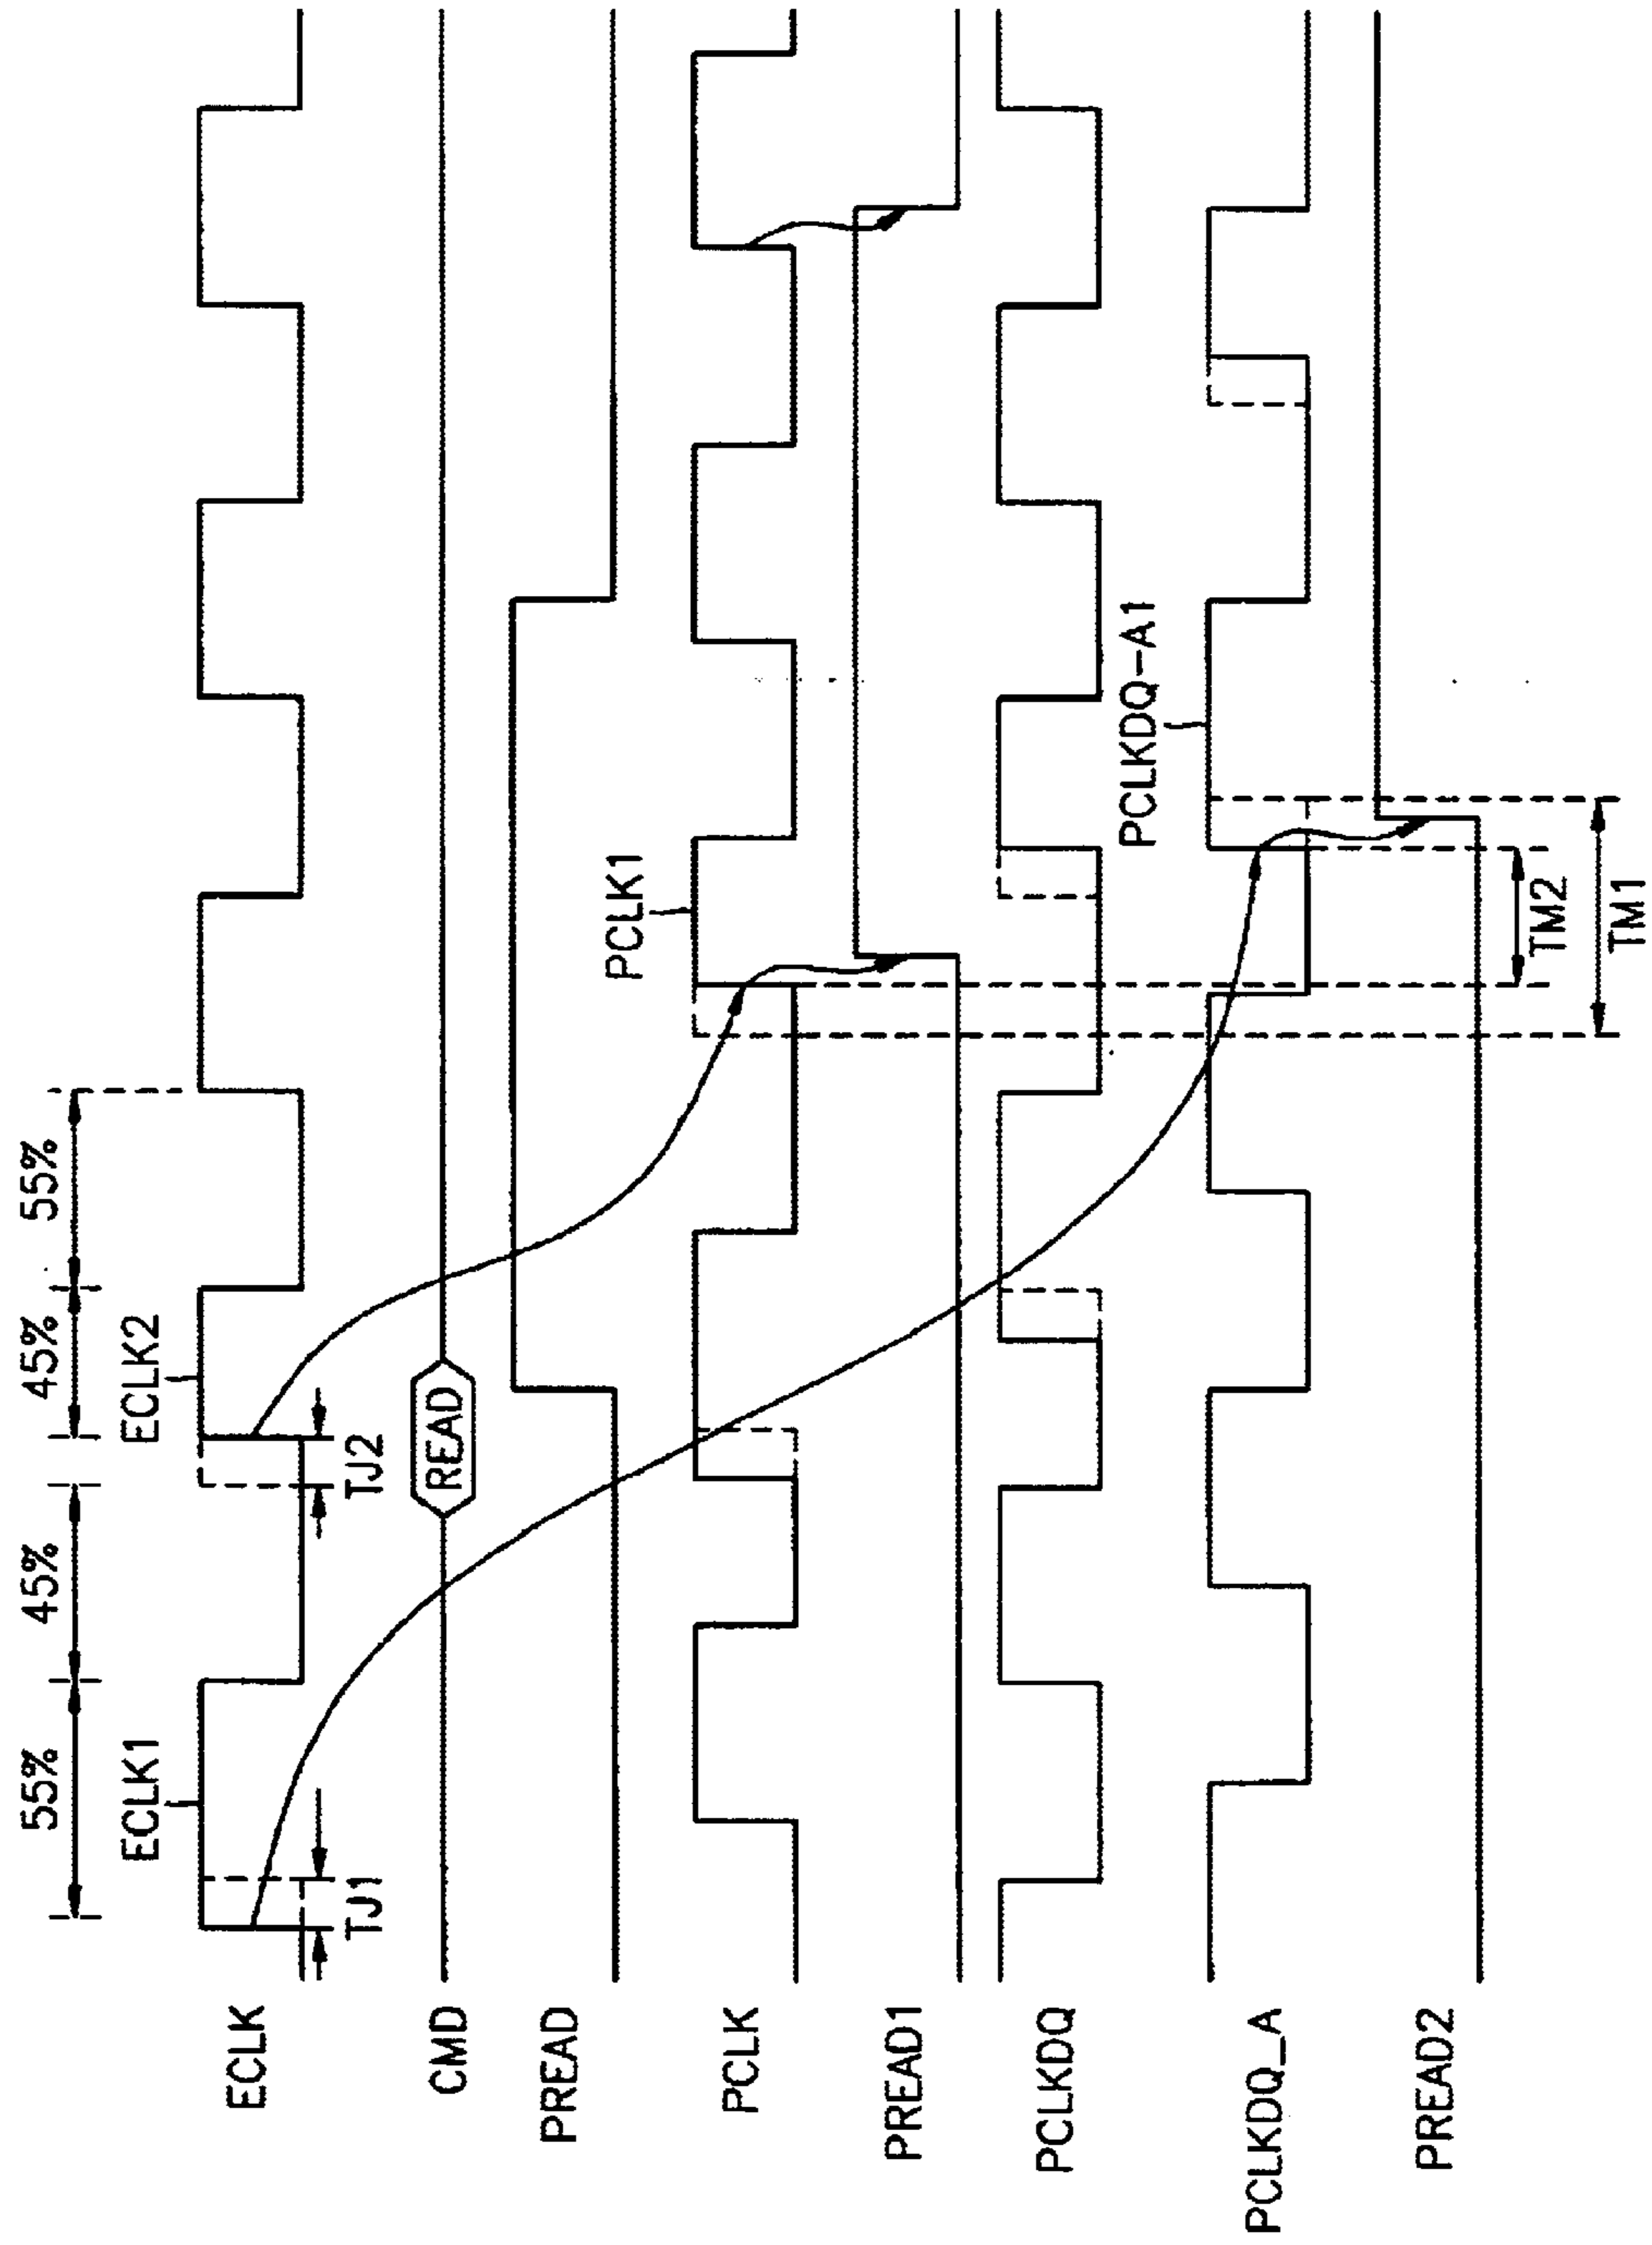 55%
45%
45%
55%
ECLK1
ECLK2
ECLK
TJ1
TJ2
CMD
READ
PREAD
PCLK1
PCLK
PREAD1
PCLKDQ
PCLKDQ-A1
PCLKDQ_A
PREAD2
TM2
TM1